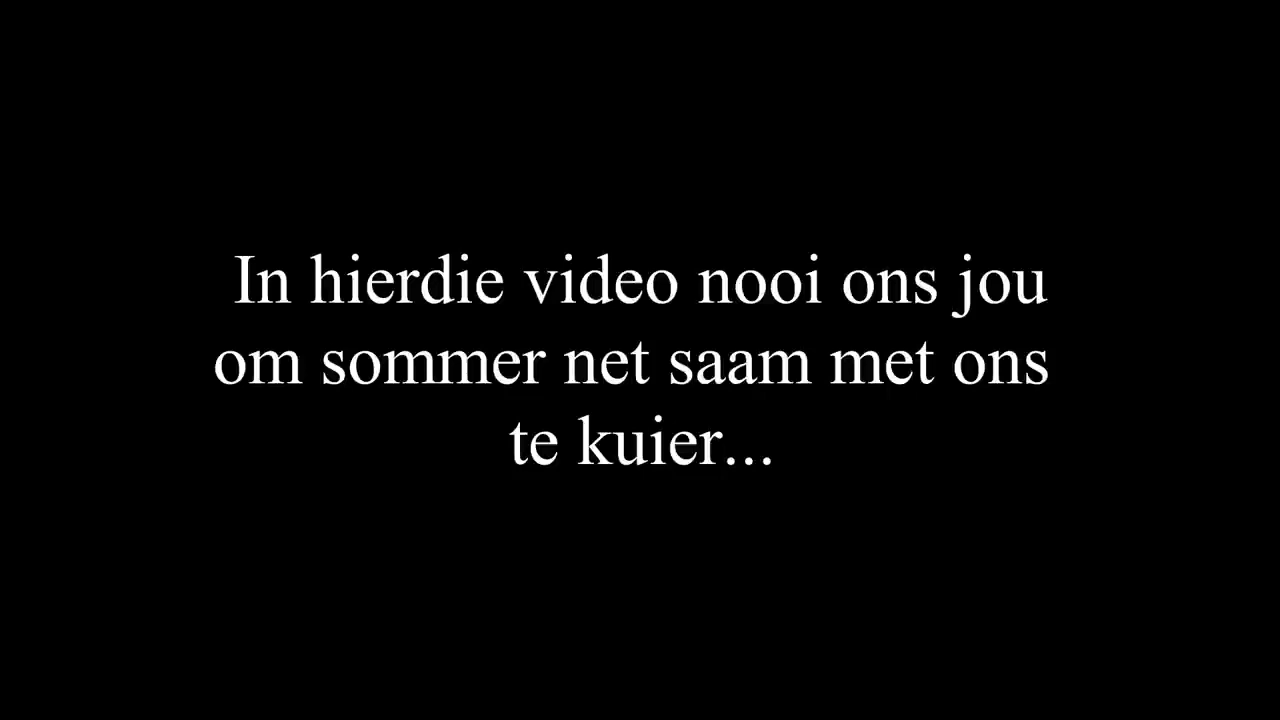 In hierdie video nooi ons jou
om sommer net saam met ons
te kuier...